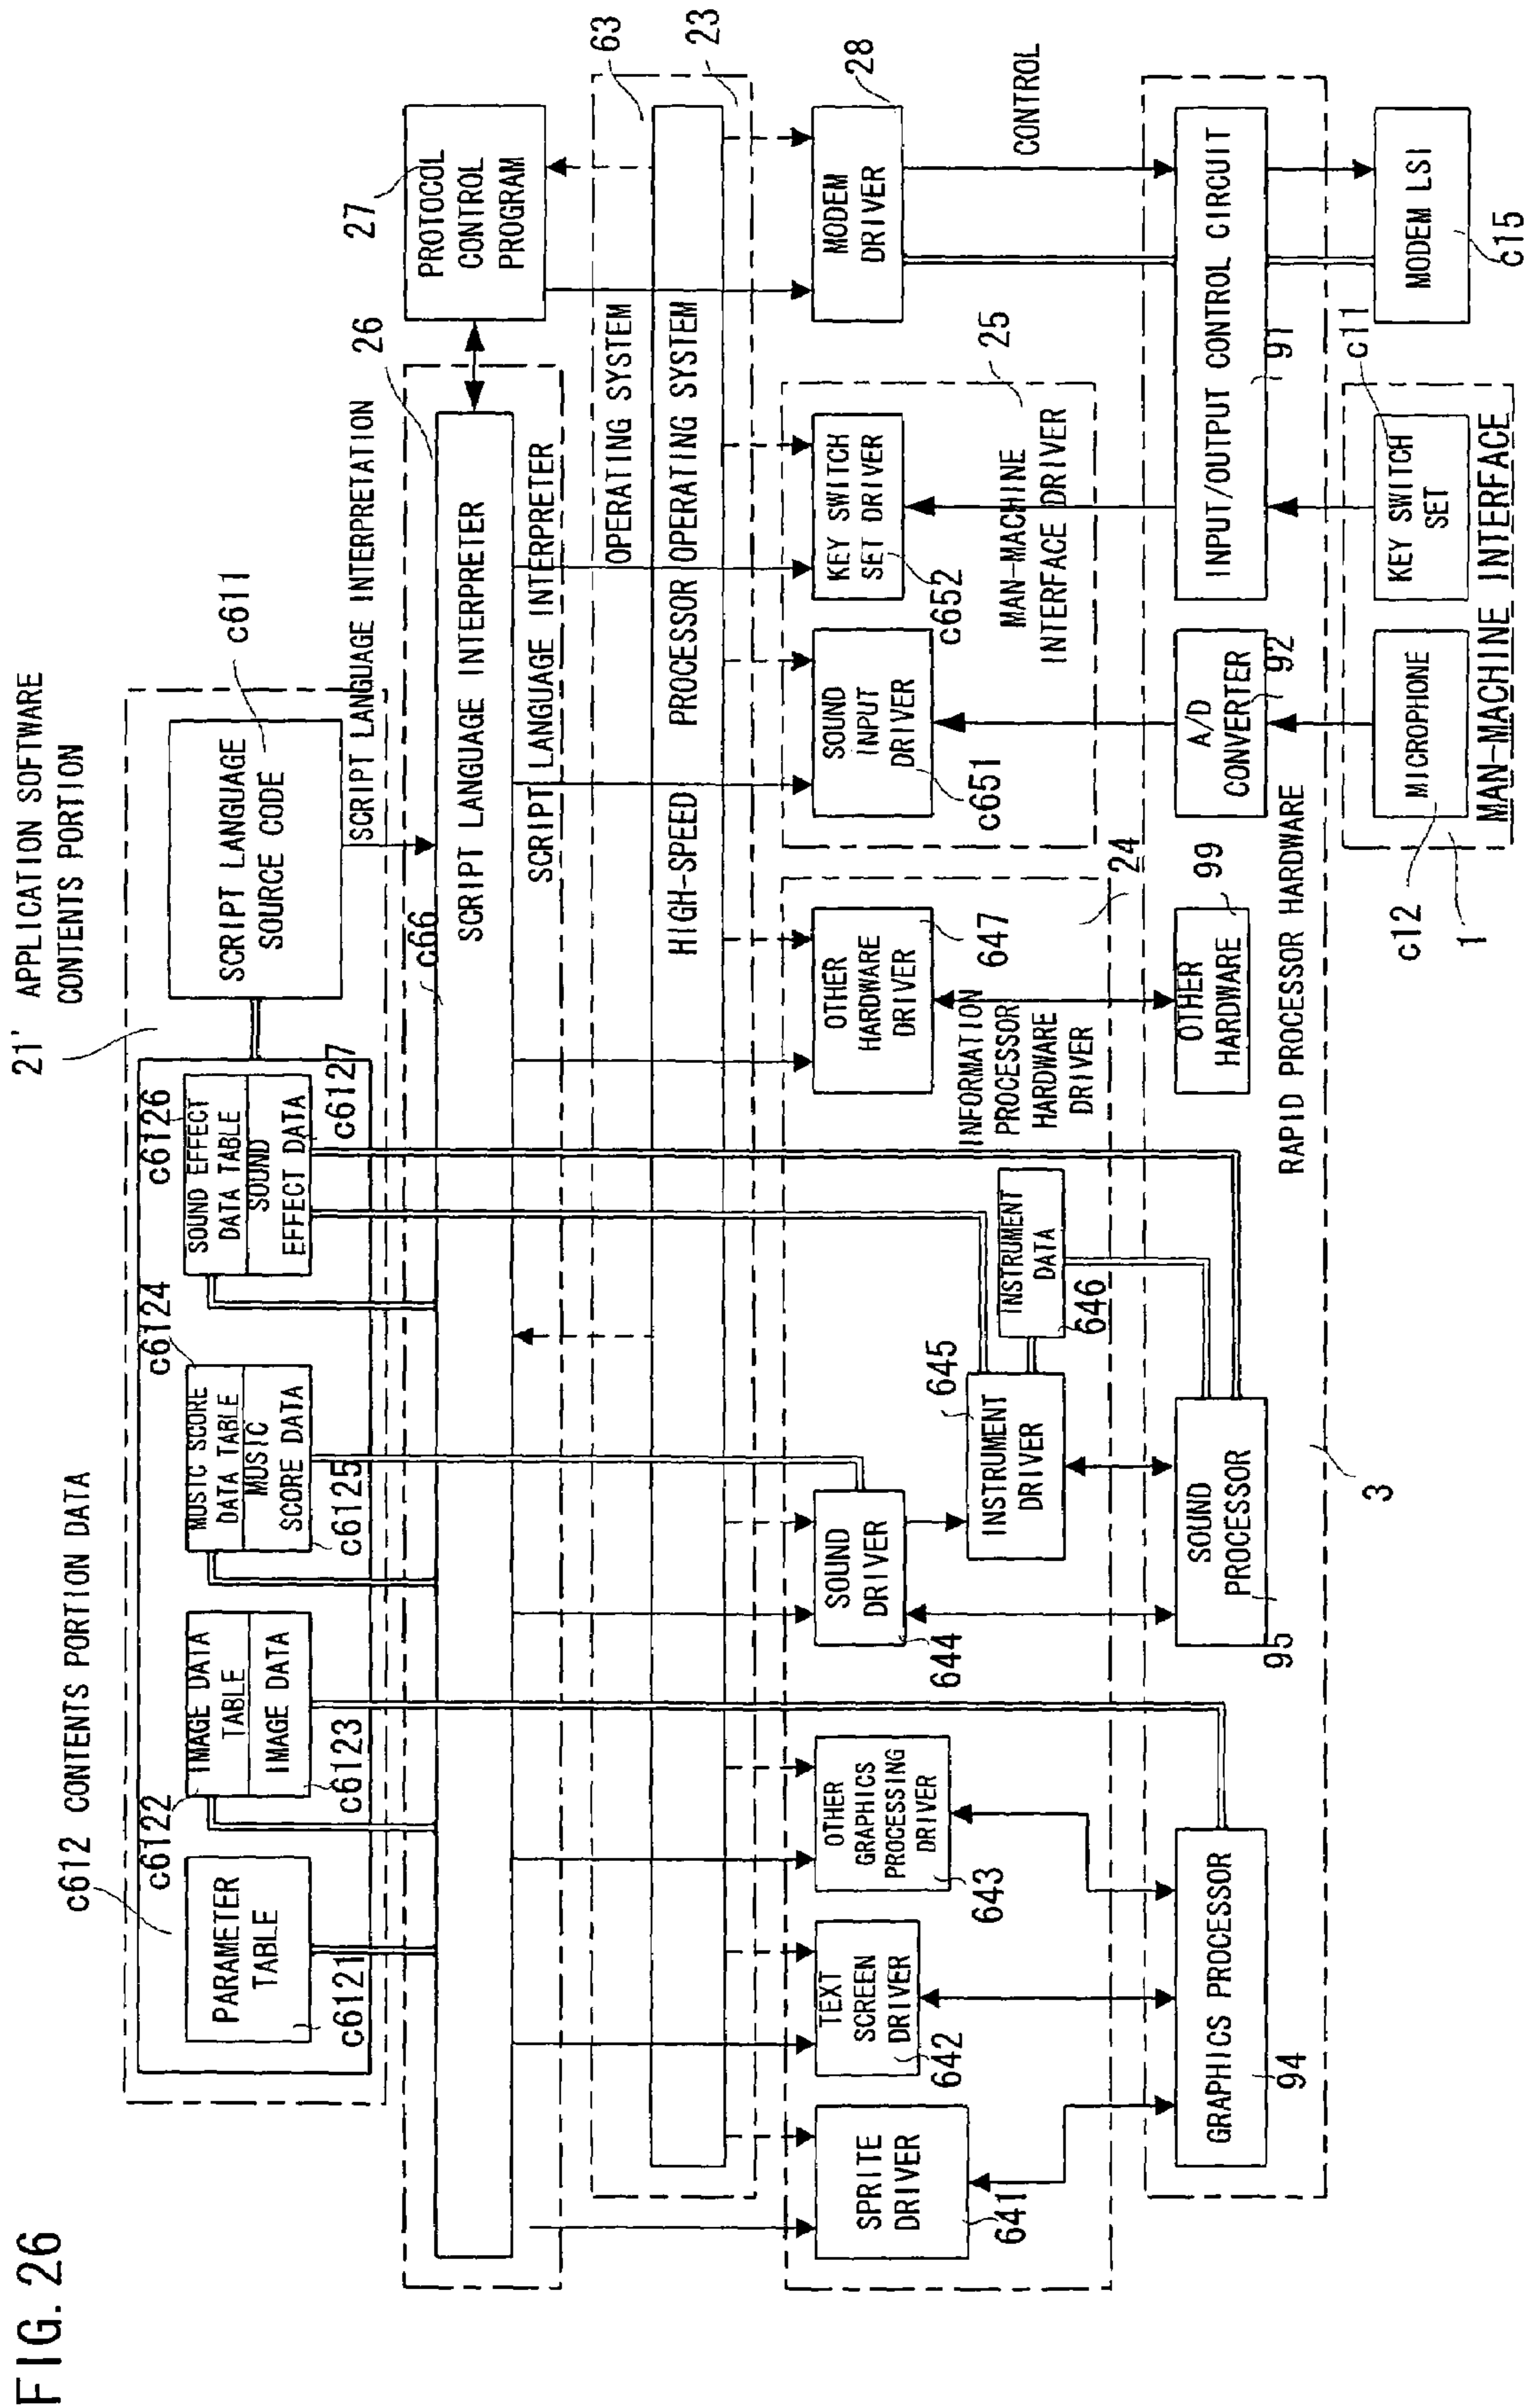 FIG. 26
21' APPLICATION SOFTWARE
CONTENTS PORTION
c612 CONTENTS PORTION DATA
c6122
c6124
c6126
c611
PARAMETER
TABLE
c6121
IMAGE DATA
TABLE
IMAGE DATA
c6123
MUSIC SCORE
DATA TABLE
MUSIC
SCORE DATA
c6125
SOUND EFFECT
DATA TABLE
SOUND
EFFECT DATA
c6127
SCRIPT LANGUAGE
SOURCE CODE
SCRIPT LANGUAGE INTERPRETATION
26
27
c66
SCRIPT LANGUAGE INTERPRETER
SCRIPT LANGUAGE INTERPRETER
PROTOCOL
CONTROL
PROGRAM
63
OPERATING SYSTEM
HIGH-SPEED PROCESSOR OPERATING SYSTEM
23
SPRITE
DRIVER
641
TEXT
SCREEN
DRIVER
642
OTHER
GRAPHICS
PROCESSING
DRIVER
643
SOUND
DRIVER
644
645
INSTRUMENT
DRIVER
INSTRUMENT
DATA
646
OTHER
HARDWARE
DRIVER
647
INFORMATION
PROCESSOR
HARDWARE
DRIVER
24
SOUND
INPUT
DRIVER
c651
KEY SWITCH
SET DRIVER
c652
25
MAN-MACHINE
INTERFACE DRIVER
28
MODEM
DRIVER
CONTROL
GRAPHICS PROCESSOR
94
SOUND
PROCESSOR
95
99
OTHER
HARDWARE
A/D
CONVERTER
92
INPUT/OUTPUT CONTROL CIRCUIT
91
RAPID PROCESSOR HARDWARE
3
MICROPHONE
c12
KEY SWITCH
SET
c11
MAN-MACHINE INTERFACE
1
MODEM LSI
c15